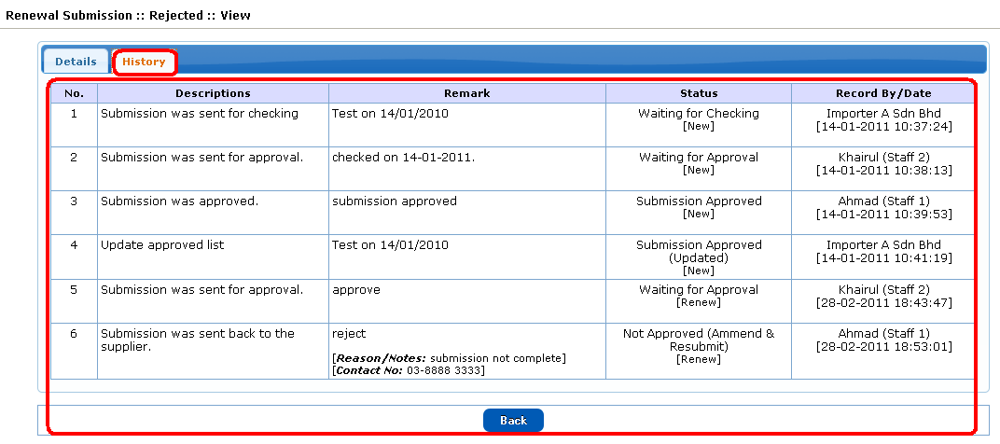 Renewal Submission :: Rejected :: View
Details History
No. Descriptions Remark Status Record By/Date
1 Submission was sent for checking Test on 14/01/2010 Waiting for Checking Importer A Sdn Bhd
[New] [14-01-2011 10:37:24]
2 Submission was sent for approval. checked on 14-01-2011. Waiting for Approval Khairul (Staff 2)
[New] [14-01-2011 10:38:13]
3 Submission was approved. submission approved Submission Approved Ahmad (Staff 1)
[New] [14-01-2011 10:39:53]
4 Update approved list Test on 14/01/2010 Submission Approved Importer A Sdn Bhd
(Updated) [14-01-2011 10:41:19]
[New]
5 Submission was sent for approval. approve Waiting for Approval Khairul (Staff 2)
[Renew] [28-02-2011 18:43:47]
6 Submission was sent back to the reject Not Approved (Ammend & Ahmad (Staff 1)
supplier. Resubmit) [28-02-2011 18:53:01]
[Reason/Notes: submission not complete] [Renew]
[Contact No: 03-8888 3333]
Back